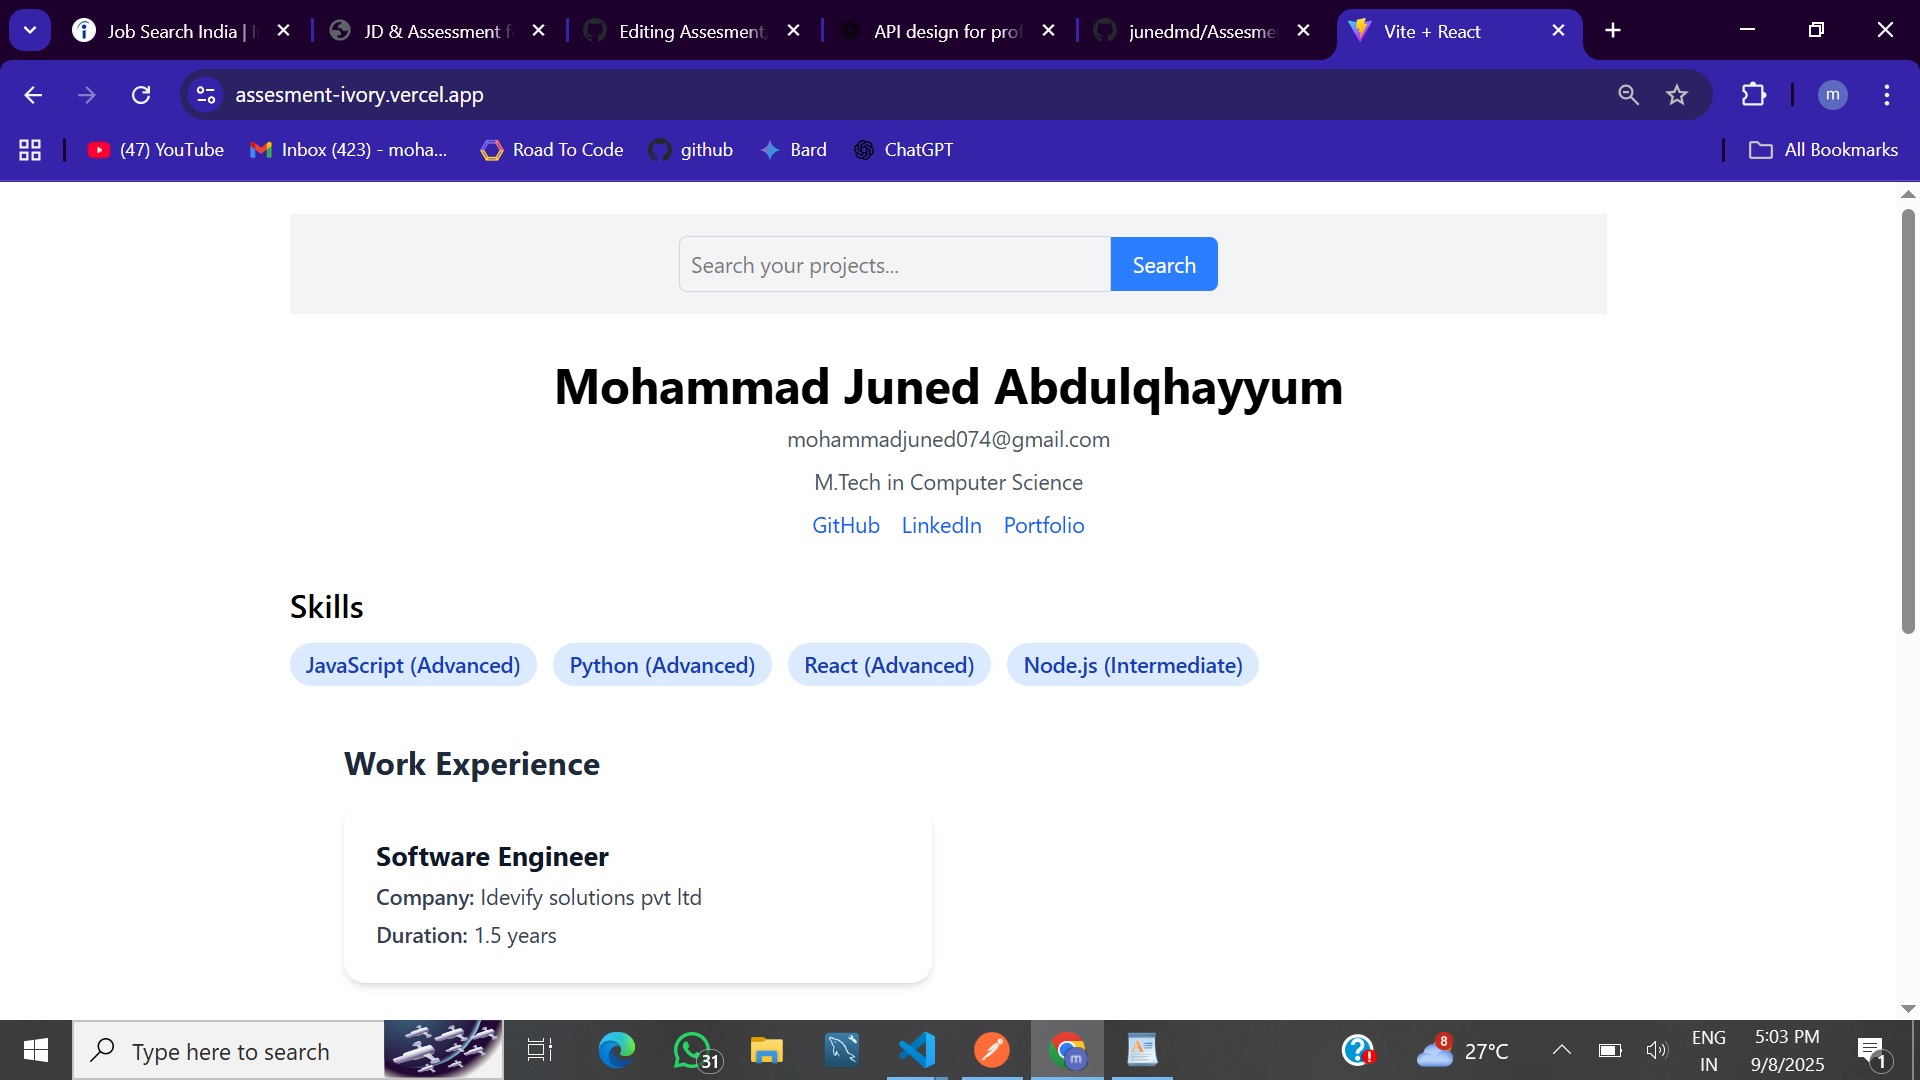 Job Search India |
JD & Assessment f
Editing Assesment
API design for prof
junedmd/Assesme
Vite + React
assesment-ivory.vercel.app
m
(47) YouTube
Inbox (423) - moha...
Road To Code
github
Bard
ChatGPT
All Bookmarks
Search your projects...
Search
Mohammad Juned Abdulqhayyum
mohammadjuned074@gmail.com
M.Tech in Computer Science
GitHub LinkedIn Portfolio
Skills
JavaScript (Advanced) Python (Advanced) React (Advanced) Node.js (Intermediate)
Work Experience
Software Engineer
Company: Idevify solutions pvt ltd
Duration: 1.5 years
Type here to search
31
m
8
27°C
ENG
IN
5:03 PM
9/8/2025
1